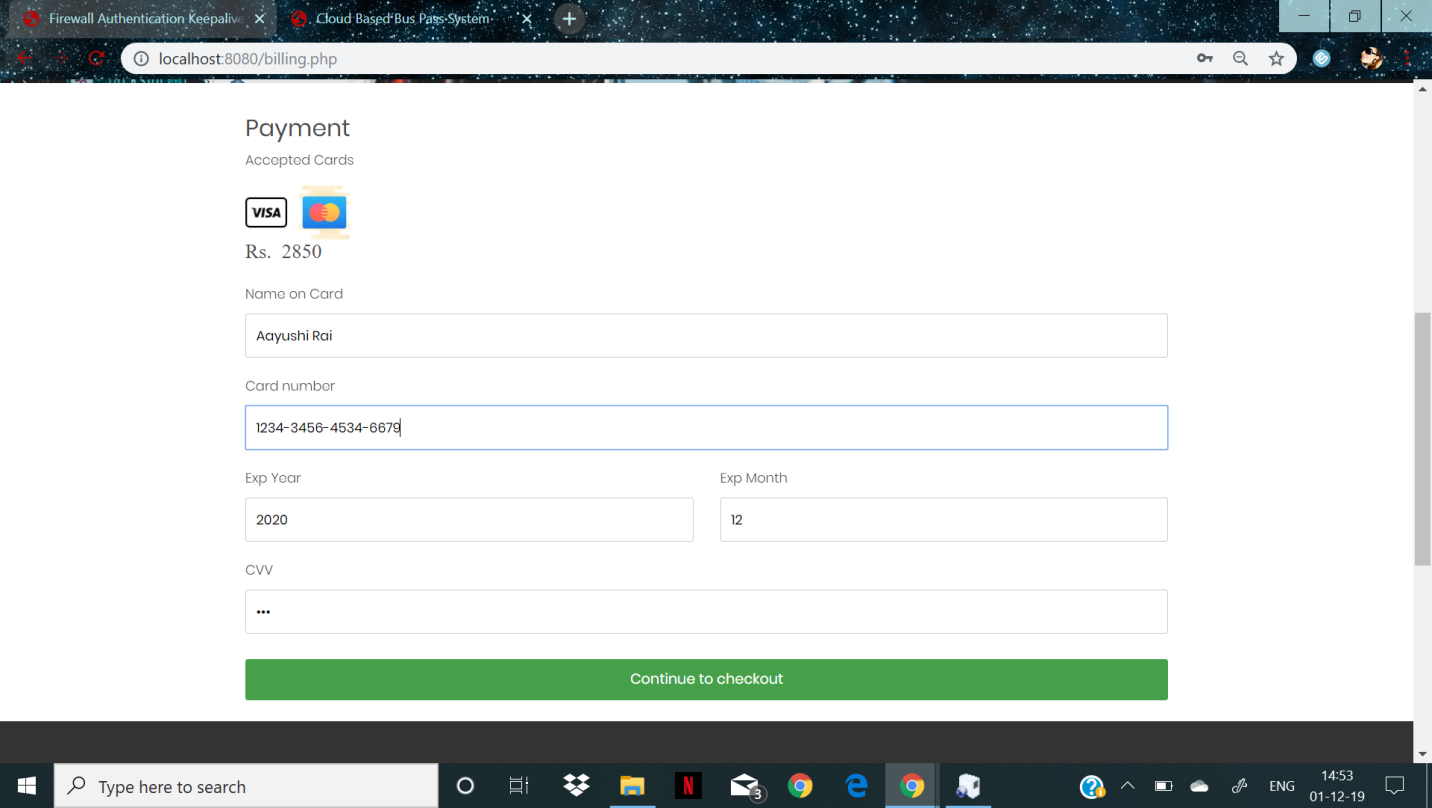 Firewall Authentication Keepalive
Cloud Based Bus Pass System
localhost:8080/billing.php
Payment
Accepted Cards
VISA
Rs. 2850
Name on Card
Aayushi Rai
Card number
1234-3456-4534-6679
Exp Year
Exp Month
2020
12
CVV
•••
Continue to checkout
Type here to search
N
3
ENG
14:53
01-12-19